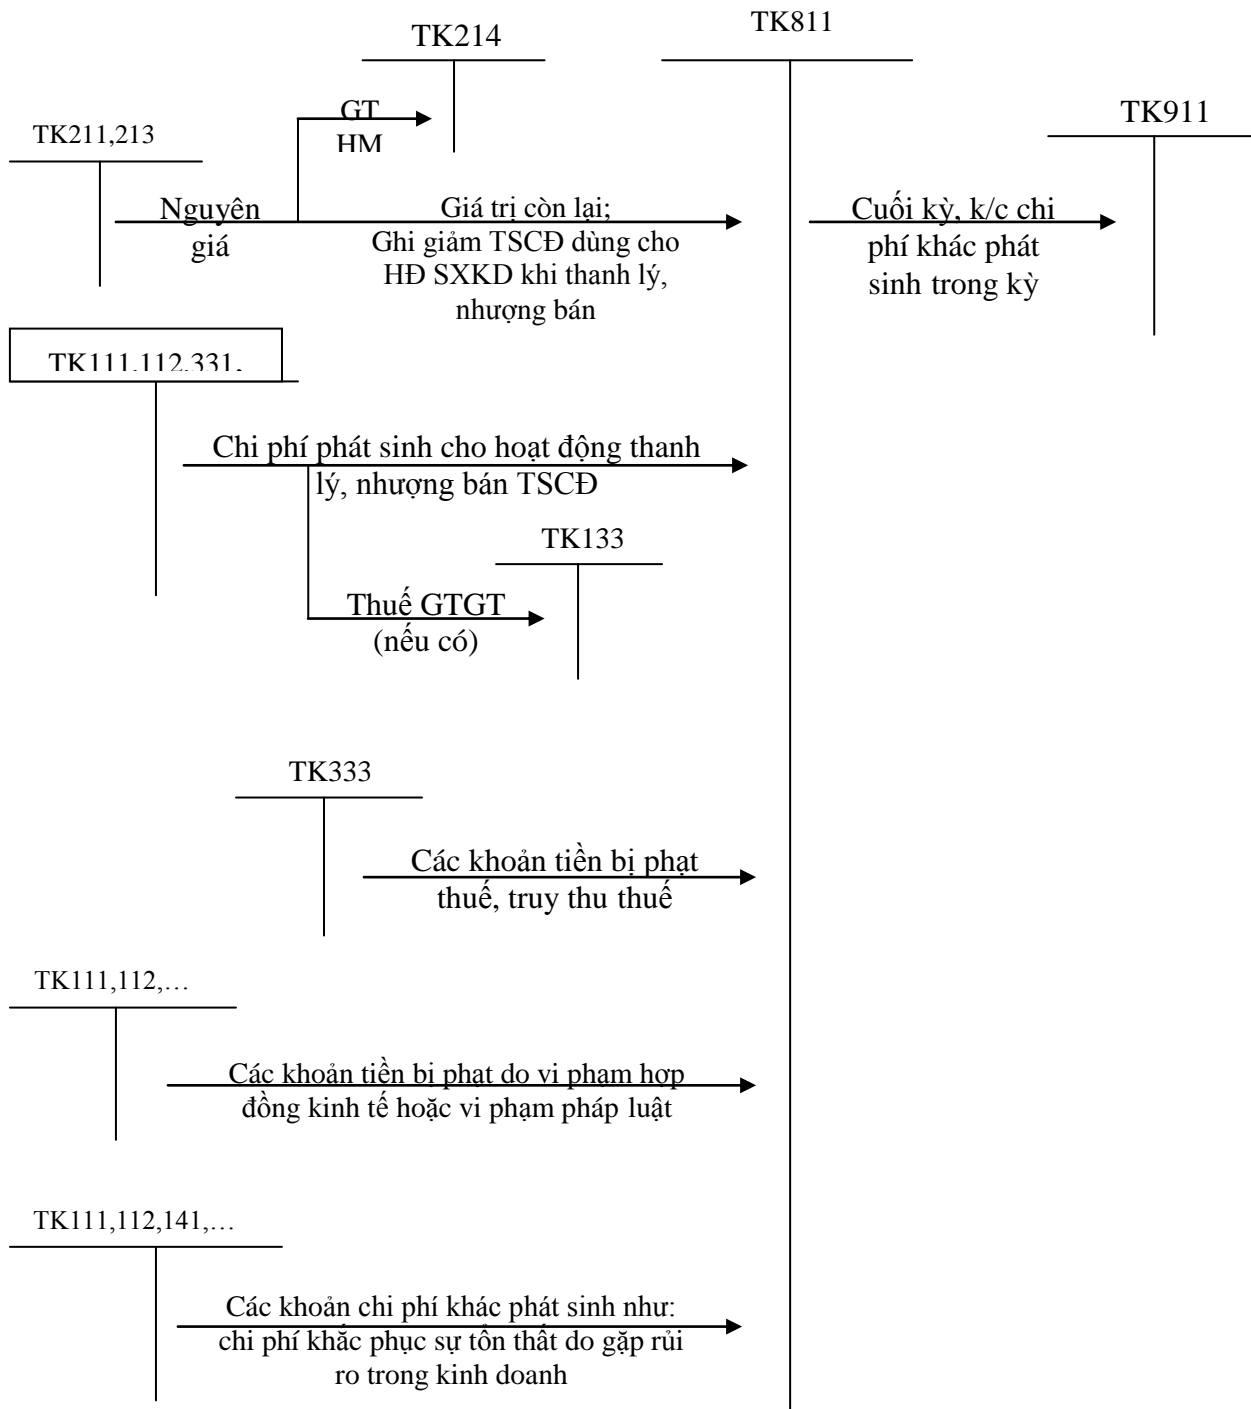 TK811
TK214
TK911
GT
HM
TK211,213
Nguyên
giá
Giá trị còn lại;
Ghi giảm TSCĐ dùng cho
HĐ SXKD khi thanh lý,
nhượng bán
Cuối kỳ, k/c chi
phí khác phát
sinh trong kỳ
TK111,112,331,
Chi phí phát sinh cho hoạt động thanh
lý, nhượng bán TSCĐ
TK133
Thuế GTGT
(nếu có)
TK333
Các khoản tiền bị phạt
thuế, truy thu thuế
TK111,112,…
Các khoản tiền bị phạt do vi phạm hợp
đồng kinh tế hoặc vi phạm pháp luật
TK111,112,141,…
Các khoản chi phí khác phát sinh như:
chi phí khắc phục sự tổn thất do gặp rủi
ro trong kinh doanh